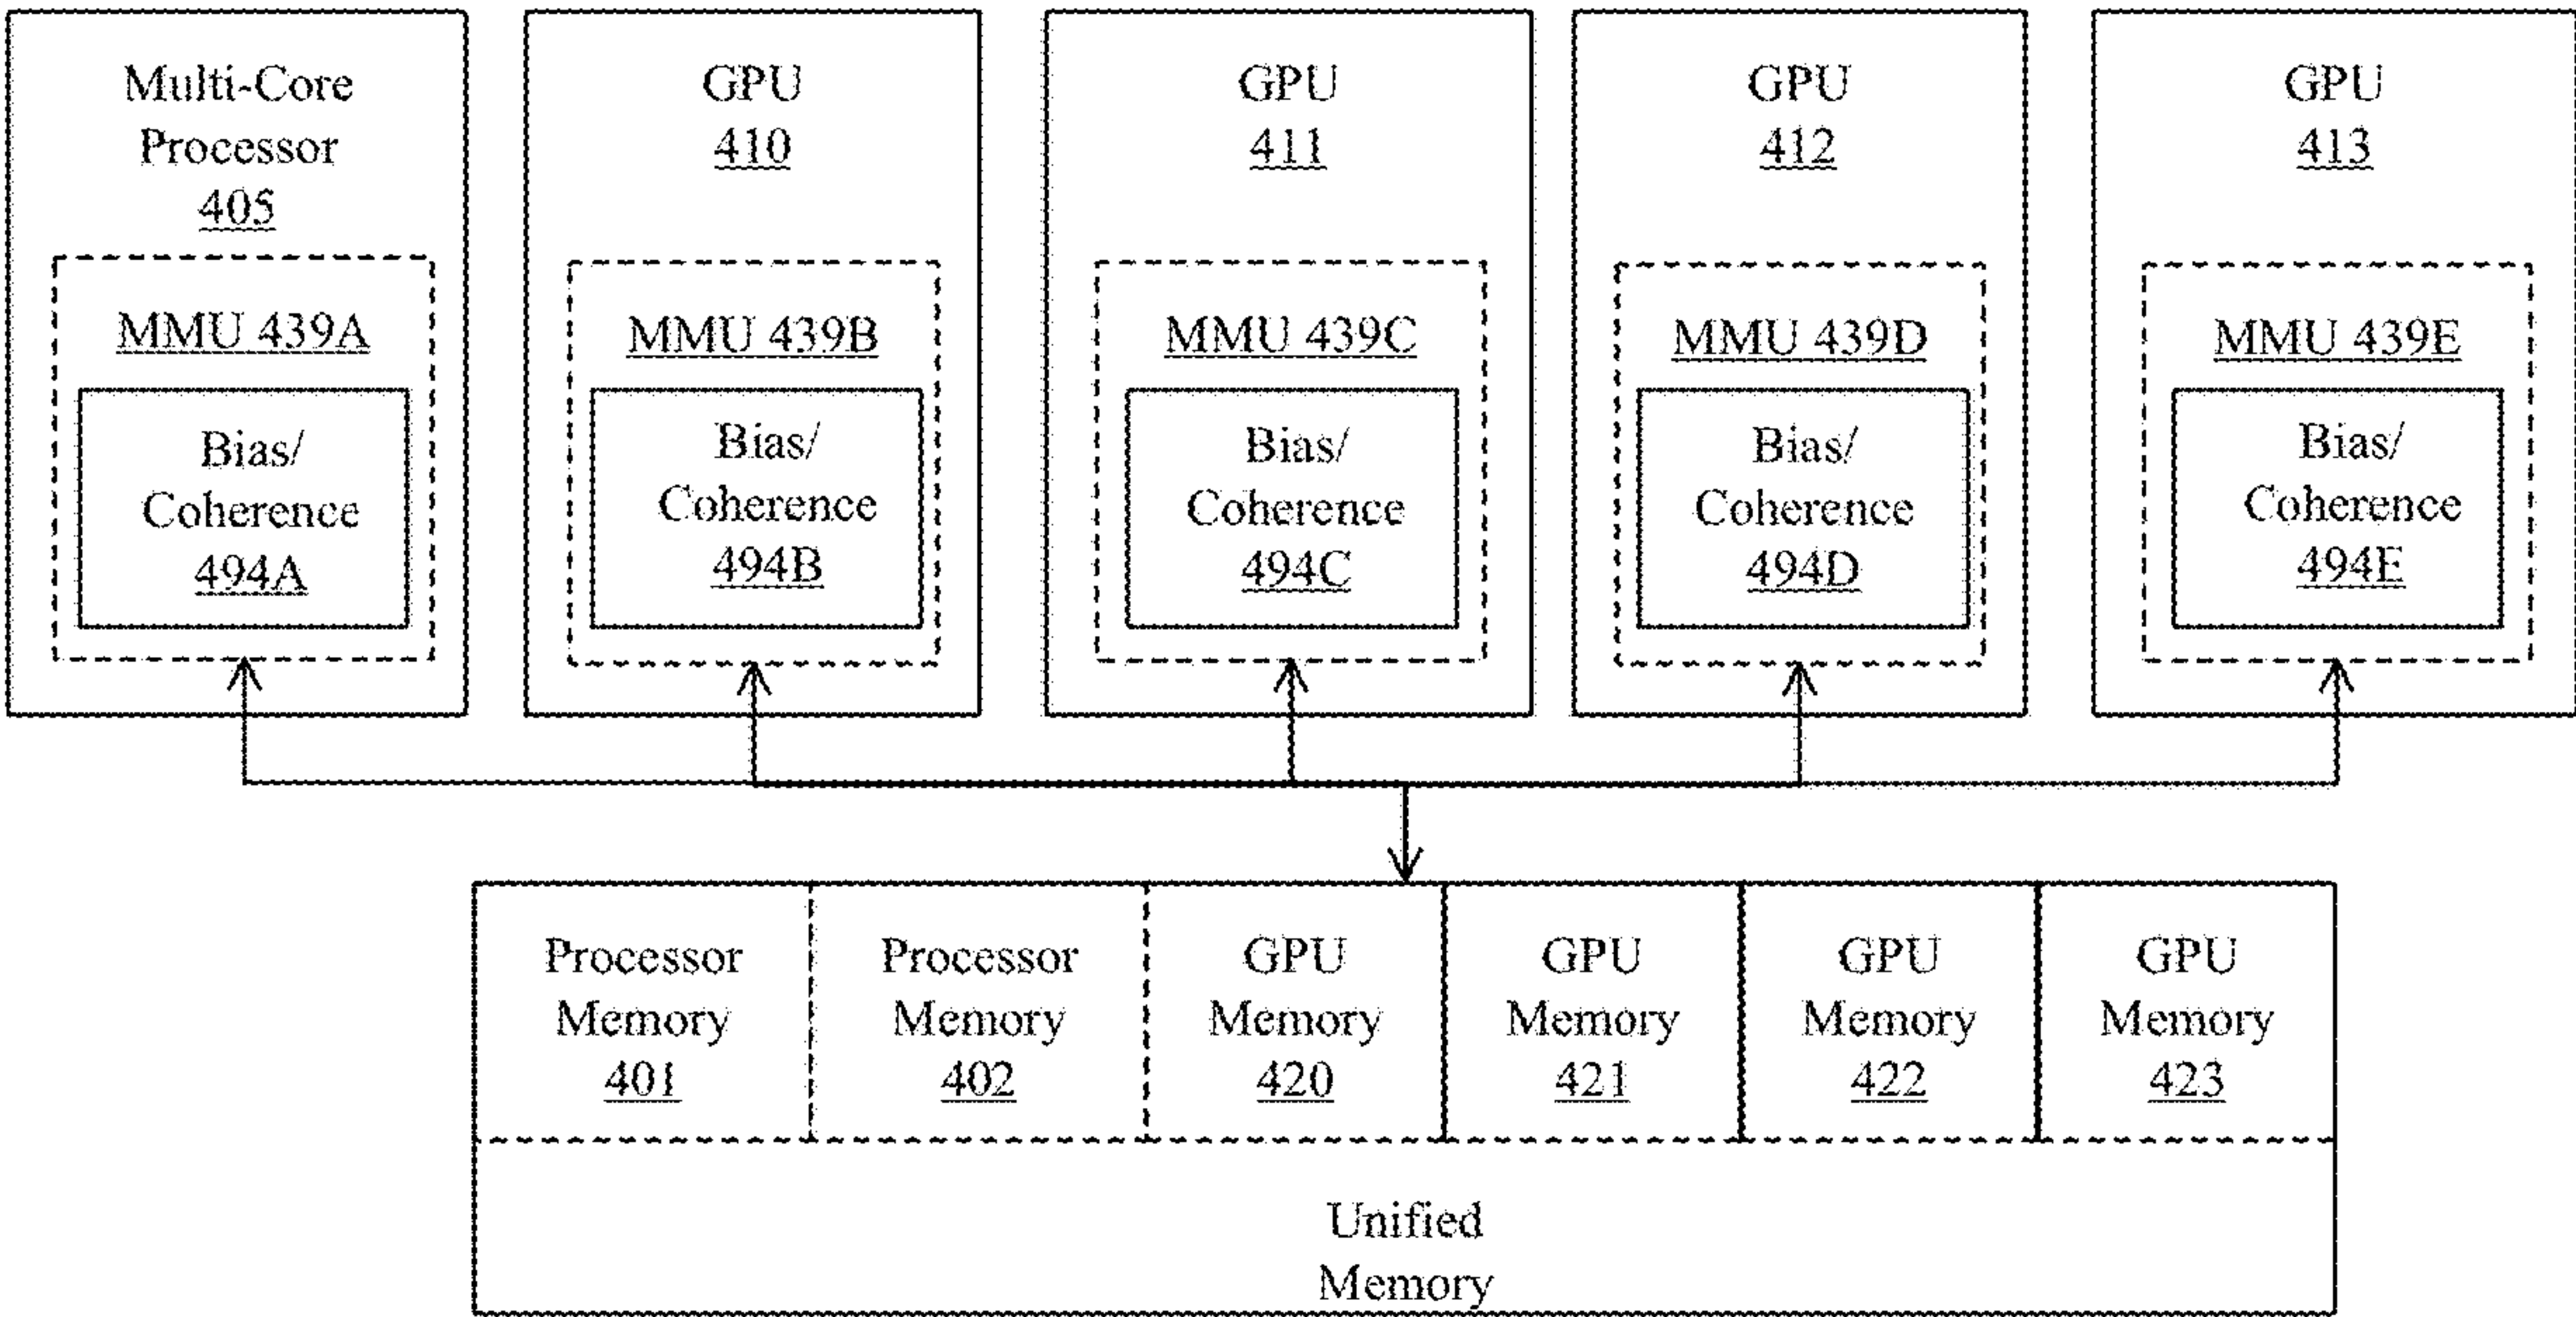 Multi-Core
Processor
405
MMU 439A
Bias/
Coherence
494A
GPU
410
MMU 439B
Bias/
Coherence
494B
GPU
411
MMU 439C
Bias/
Coherence
494C
GPU
412
MMU 439D
Bias/
Coherence
494D
GPU
413
MMU 439E
Bias/
Coherence
494E
Processor
Memory
401
Processor
Memory
402
GPU
Memory
420
GPU
Memory
421
GPU
Memory
422
GPU
Memory
423
Unified
Memory